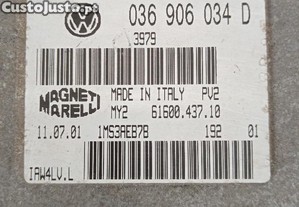 CustoJusto.pt
036 906 034 D
3979
MAGNETI MARELLI
MADE IN ITALY PV2
MY2 61600.437.10
11.07.01 1MS3AEB78 192 01
IAW4LV.L